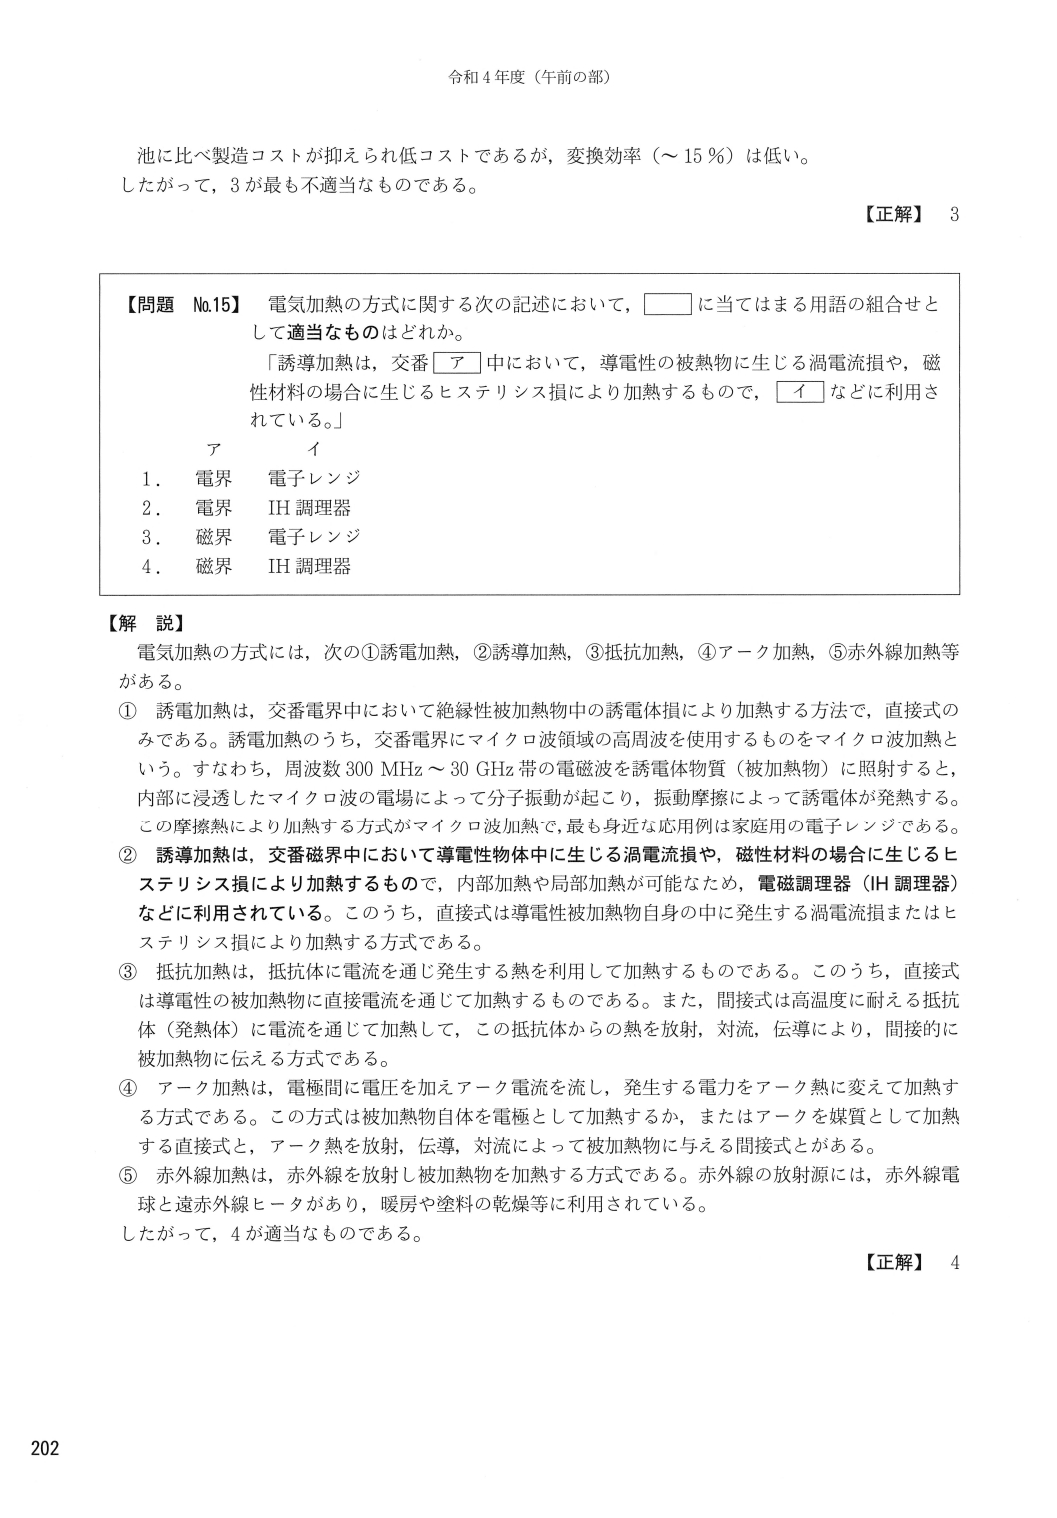 令和4年度（午前の部）
池に比べ製造コストが抑えられ低コストであるが，変換効率（～15％）は低い。
したがって，3が最も不適当なものである。
【正解】　3
【問題　№15】　電気加熱の方式に関する次の記述において，　　　に当てはまる用語の組合せと
して適当なものはどれか。
「誘導加熱は，交番　ア　中において，導電性の被熱物に生じる渦電流損や，磁
性材料の場合に生じるヒステリシス損により加熱するもので，　イ　などに利用さ
れている。」
ア　　　　イ
1．　電界　　電子レンジ
2．　電界　　IH調理器
3．　磁界　　電子レンジ
4．　磁界　　IH調理器
【解　説】
電気加熱の方式には，次の①誘電加熱，②誘導加熱，③抵抗加熱，④アーク加熱，⑤赤外線加熱等
がある。
①　誘電加熱は，交番電界中において絶縁性被加熱物中の誘電体損により加熱する方法で，直接式の
みである。誘電加熱のうち，交番電界にマイクロ波領域の高周波を使用するものをマイクロ波加熱と
いう。すなわち，周波数300 MHz～30 GHz帯の電磁波を誘電体物質（被加熱物）に照射すると，
内部に浸透したマイクロ波の電場によって分子振動が起こり，振動摩擦によって誘電体が発熱する。
この摩擦熱により加熱する方式がマイクロ波加熱で，最も身近な応用例は家庭用の電子レンジである。
②　誘導加熱は，交番磁界中において導電性物体中に生じる渦電流損や，磁性材料の場合に生じるヒ
ステリシス損により加熱するもので，内部加熱や局部加熱が可能なため，電磁調理器（IH調理器）
などに利用されている。このうち，直接式は導電性被加熱物自身の中に発生する渦電流損またはヒ
ステリシス損により加熱する方式である。
③　抵抗加熱は，抵抗体に電流を通じ発生する熱を利用して加熱するものである。このうち，直接式
は導電性の被加熱物に直接電流を通じて加熱するものである。また，間接式は高温度に耐える抵抗
体（発熱体）に電流を通じて加熱して，この抵抗体からの熱を放射，対流，伝導により，間接的に
被加熱物に伝える方式である。
④　アーク加熱は，電極間に電圧を加えアーク電流を流し，発生する電力をアーク熱に変えて加熱す
る方式である。この方式は被加熱物自体を電極として加熱するか，またはアークを媒質として加熱
する直接式と，アーク熱を放射，伝導，対流によって被加熱物に与える間接式とがある。
⑤　赤外線加熱は，赤外線を放射し被加熱物を加熱する方式である。赤外線の放射源には，赤外線電
球と遠赤外線ヒータがあり，暖房や塗料の乾燥等に利用されている。
したがって，4が適当なものである。
【正解】　4
202